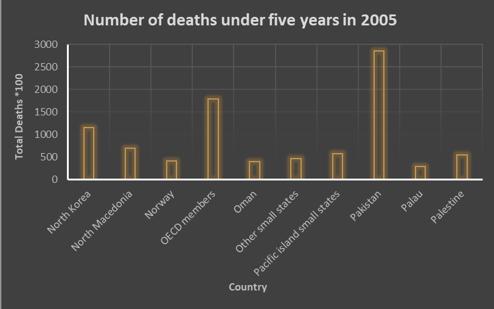 Number of deaths under five years in 2005
Total Deaths *100
3000
2500
2000
1500
1000
500
0
North Korea
North Macedonia
Norway
OECD members
Oman
Other small states
Pacific island small states
Pakistan
Palau
Palestine
Country